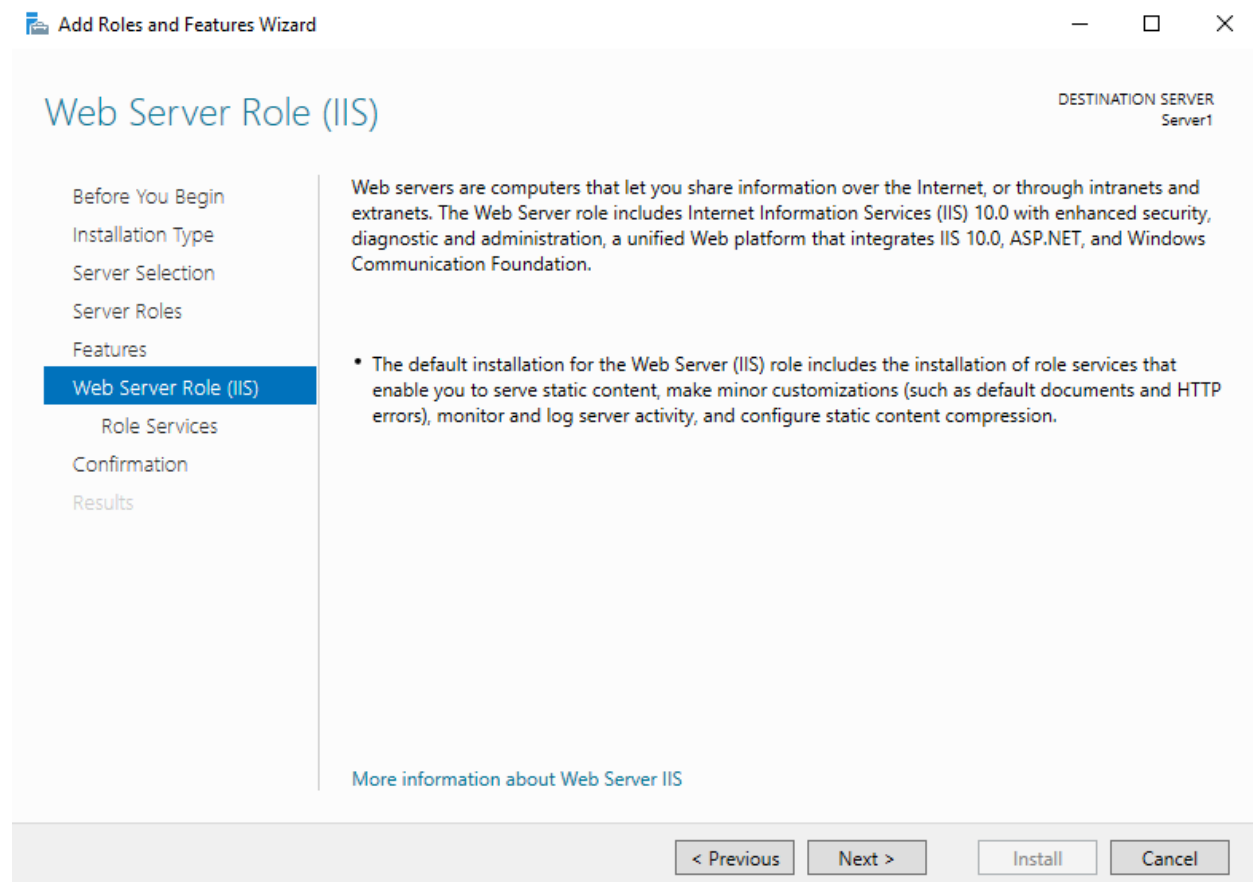 Add Roles and Features Wizard
Web Server Role (IIS)
DESTINATION SERVER
Server1
Before You Begin
Installation Type
Server Selection
Server Roles
Features
Web Server Role (IIS)
Role Services
Confirmation
Results
Web servers are computers that let you share information over the Internet, or through intranets and
extranets. The Web Server role includes Internet Information Services (IIS) 10.0 with enhanced security,
diagnostic and administration, a unified Web platform that integrates IIS 10.0, ASP.NET, and Windows
Communication Foundation.
• The default installation for the Web Server (IIS) role includes the installation of role services that
enable you to serve static content, make minor customizations (such as default documents and HTTP
errors), monitor and log server activity, and configure static content compression.
More information about Web Server IIS
< Previous
Next >
Install
Cancel